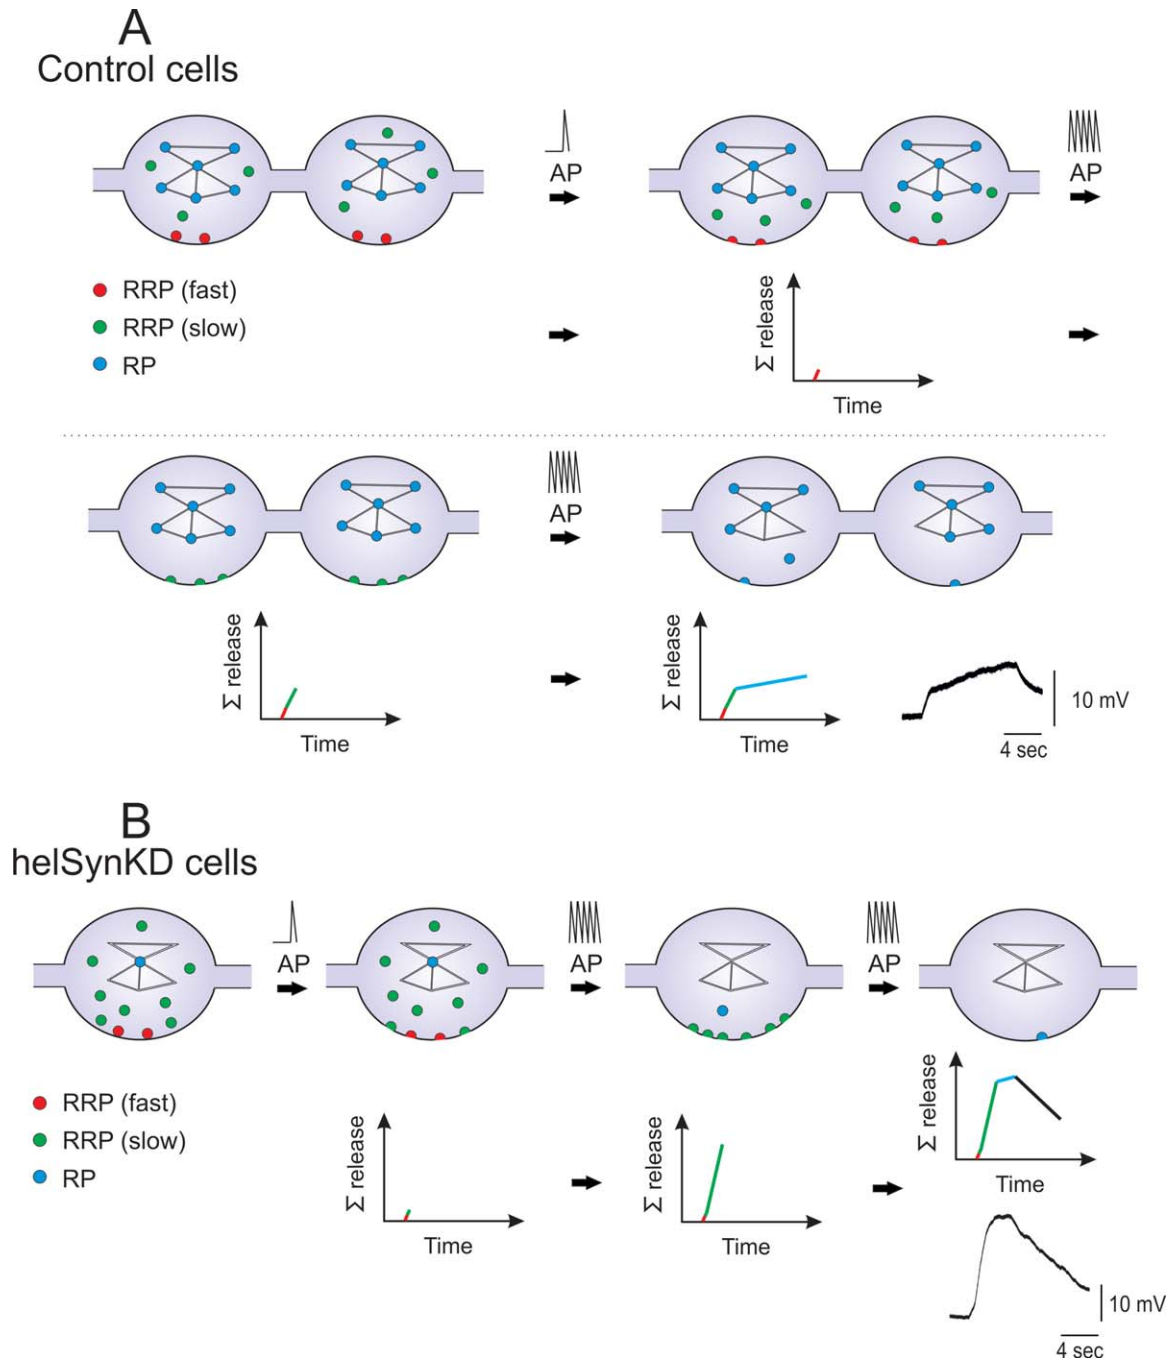 A
Control cells
AP
AP
RRP (fast)
RRP (slow)
RP
Σ release
Time
AP
Σ release
Time
Σ release
Time
10 mV
4 sec
B
helSynKD cells
AP
AP
AP
RRP (fast)
RRP (slow)
RP
Σ release
Time
Σ release
Time
Σ release
Time
10 mV
4 sec